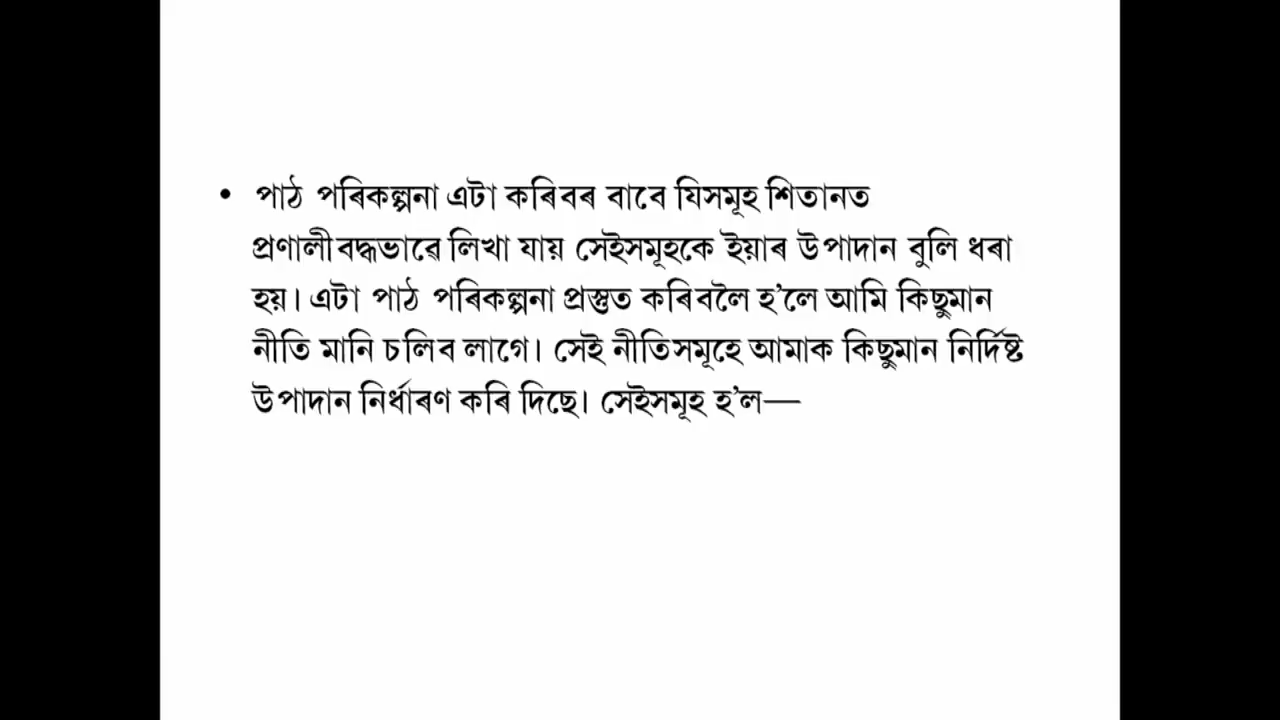 • পাঠ পৰিকল্পনা এটা কৰিবৰ বাবে যিসমূহ শিতানত
প্ৰণালীবদ্ধভাৱে লিখা যায় সেইসমূহকে ইয়াৰ উপাদান বুলি ধৰা
হয়। এটা পাঠ পৰিকল্পনা প্ৰস্তুত কৰিবলৈ হ’লে আমি কিছুমান
নীতি মানি চলিব লাগে। সেই নীতিসমূহে আমাক কিছুমান নিৰ্দিষ্ট
উপাদান নিৰ্ধাৰণ কৰি দিছে। সেইসমূহ হ’ল—